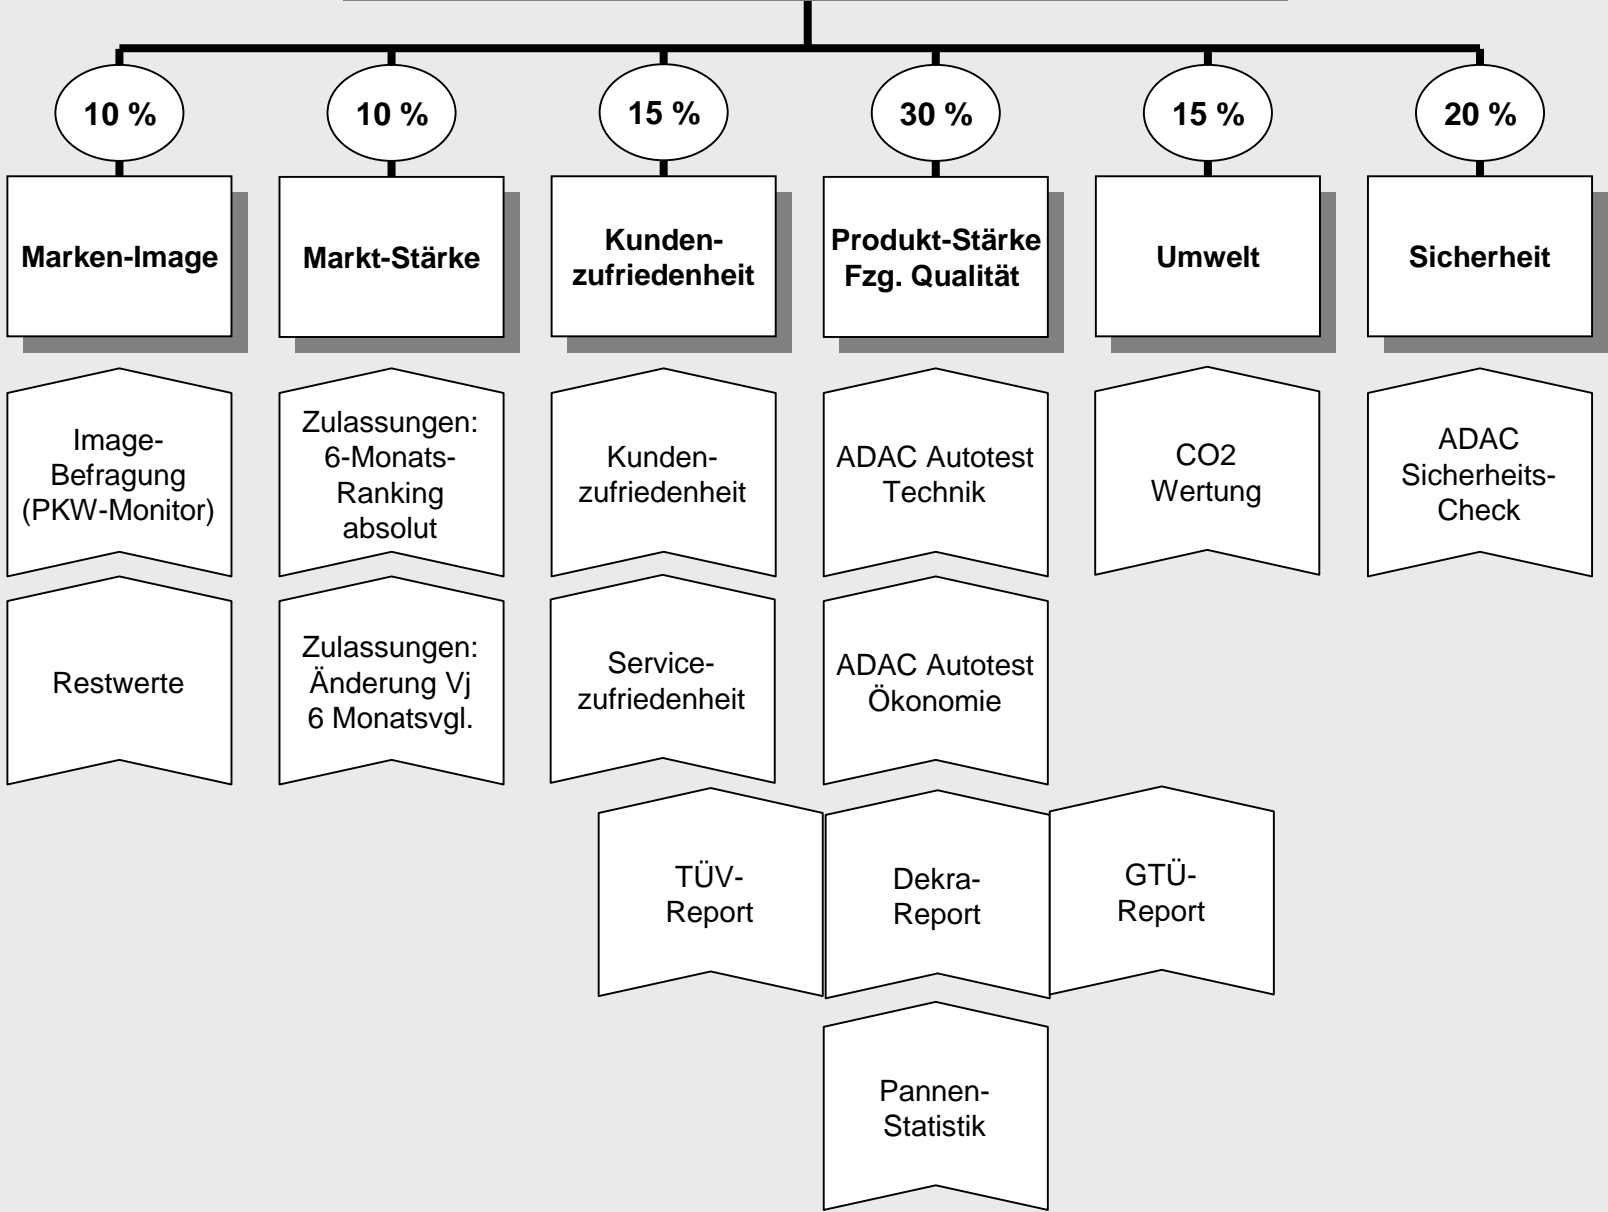 10 %
10 %
15 %
30 %
15 %
20 %
Marken-Image
Markt-Stärke
Kunden-
zufriedenheit
Produkt-Stärke
Fzg. Qualität
Umwelt
Sicherheit
Image-
Befragung
(PKW-Monitor)
Zulassungen:
6-Monats-
Ranking
absolut
Kunden-
zufriedenheit
ADAC Autotest
Technik
CO2
Wertung
ADAC
Sicherheits-
Check
Restwerte
Zulassungen:
Änderung Vj
6 Monatsvgl.
Service-
zufriedenheit
ADAC Autotest
Ökonomie
TÜV-
Report
Dekra-
Report
GTÜ-
Report
Pannen-
Statistik